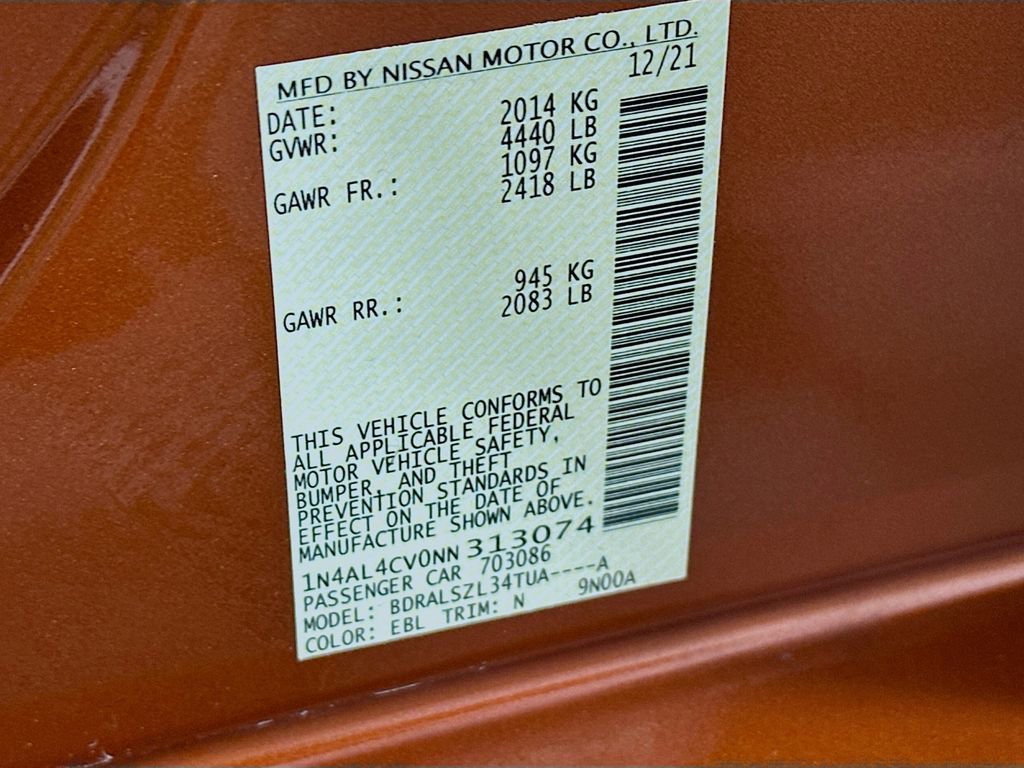 MFD BY NISSAN MOTOR CO., LTD.
DATE: 12/21
GVWR: 2014 KG
4440 LB
GAWR FR.: 1097 KG
2418 LB
GAWR RR.: 945 KG
2083 LB
THIS VEHICLE CONFORMS TO
ALL APPLICABLE FEDERAL
MOTOR VEHICLE SAFETY,
BUMPER, AND THEFT
PREVENTION STANDARDS IN
EFFECT ON THE DATE OF
MANUFACTURE SHOWN ABOVE.
1N4AL4CV0NN313074
PASSENGER CAR 703086
MODEL: BDRALSZL34TUA----A
COLOR: EBL TRIM: N 9N00A